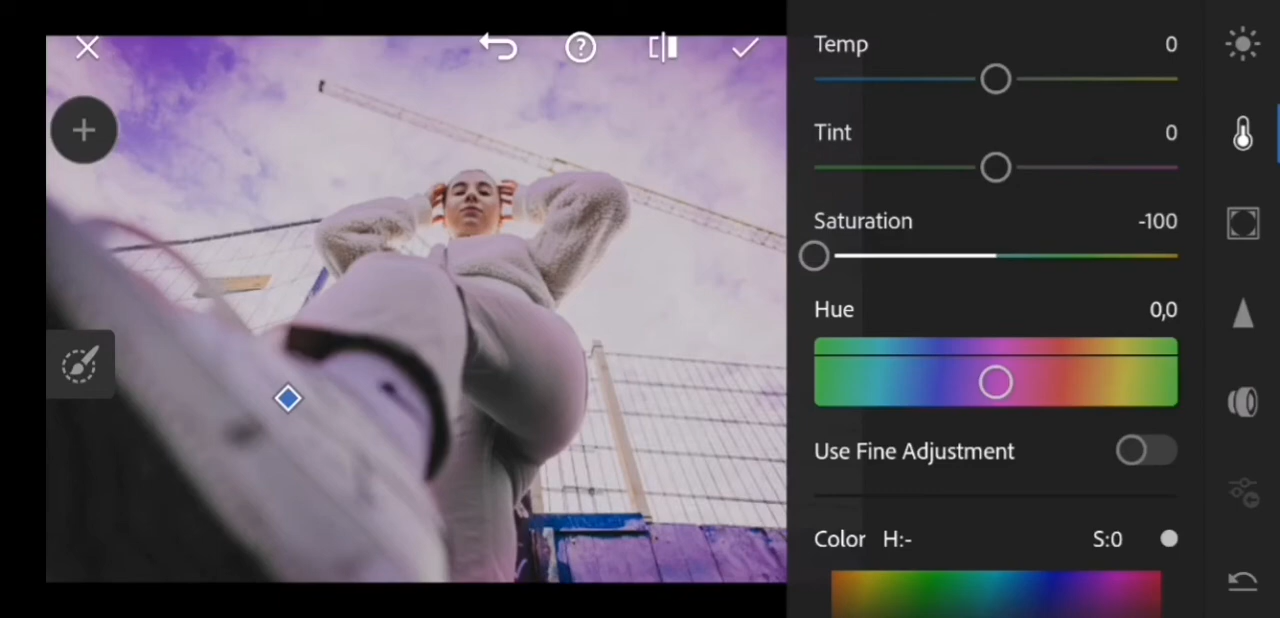 Temp 0
Tint 0
Saturation -100
Hue 0,0
Use Fine Adjustment
Color H:- S:0